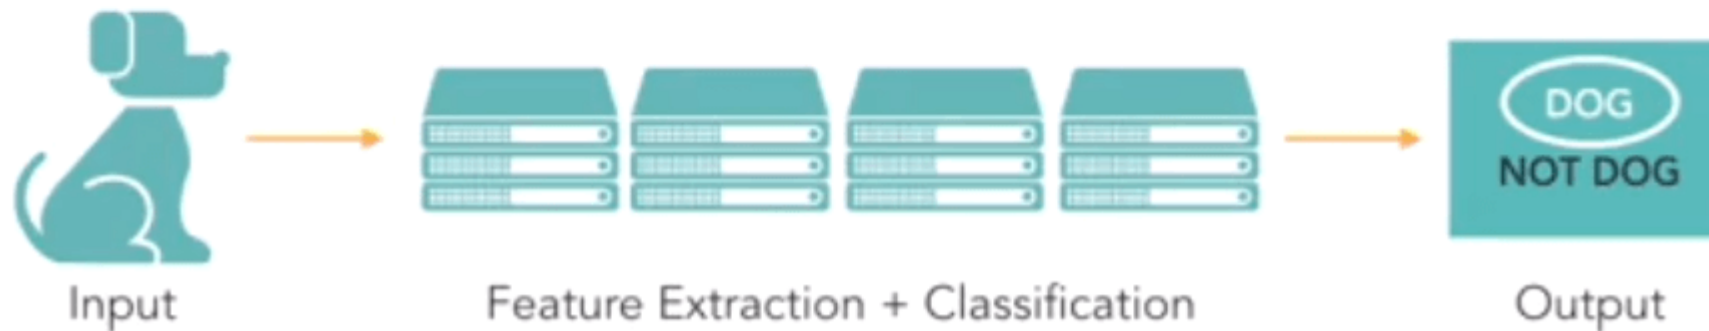 DOG
NOT DOG
Input
Feature Extraction + Classification
Output